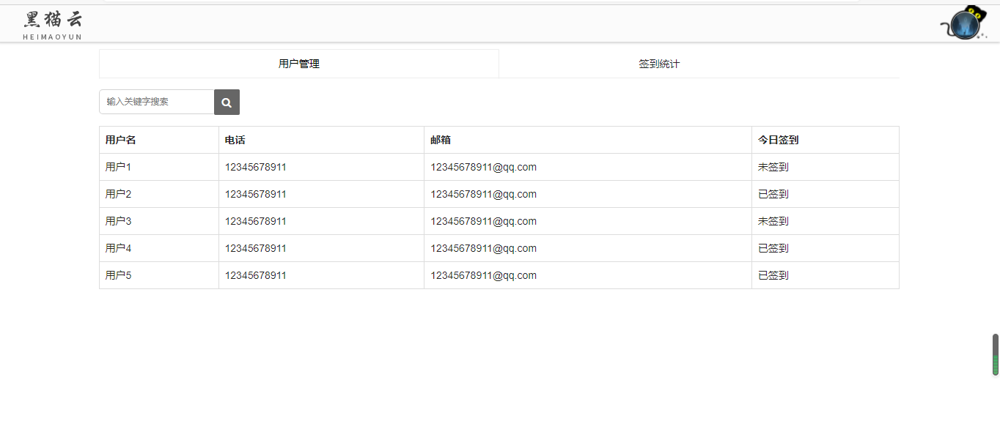 黑猫云
HEIMAOYUN
用户管理 签到统计
输入关键字搜索
用户名 电话 邮箱 今日签到
用户1 12345678911 12345678911@qq.com 未签到
用户2 12345678911 12345678911@qq.com 已签到
用户3 12345678911 12345678911@qq.com 未签到
用户4 12345678911 12345678911@qq.com 已签到
用户5 12345678911 12345678911@qq.com 已签到